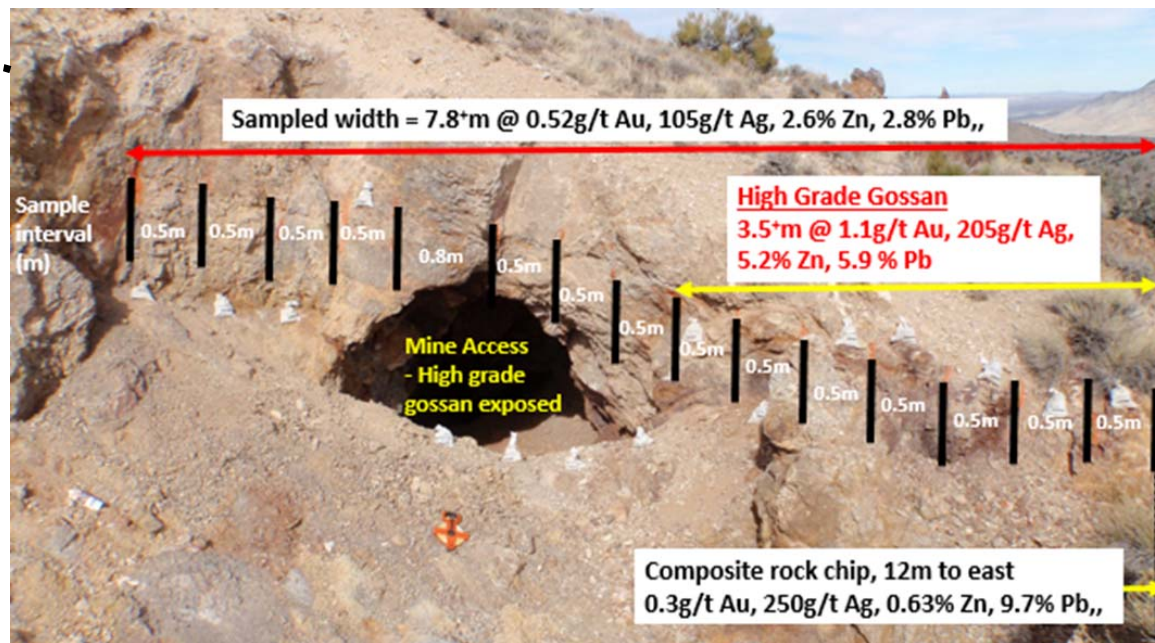 Sampled width = 7.8⁺m @ 0.52g/t Au, 105g/t Ag, 2.6% Zn, 2.8% Pb,,
High Grade Gossan
3.5⁺m @ 1.1g/t Au, 205g/t Ag,
5.2% Zn, 5.9 % Pb
Sample
interval
(m)
0.5m
0.5m
0.5m
0.5m
0.8m
0.5m
0.5m
0.5m
0.5m
0.5m
0.5m
0.5m
0.5m
0.5m
0.5m
Mine Access
- High grade
gossan exposed
Composite rock chip, 12m to east
0.3g/t Au, 250g/t Ag, 0.63% Zn, 9.7% Pb,,